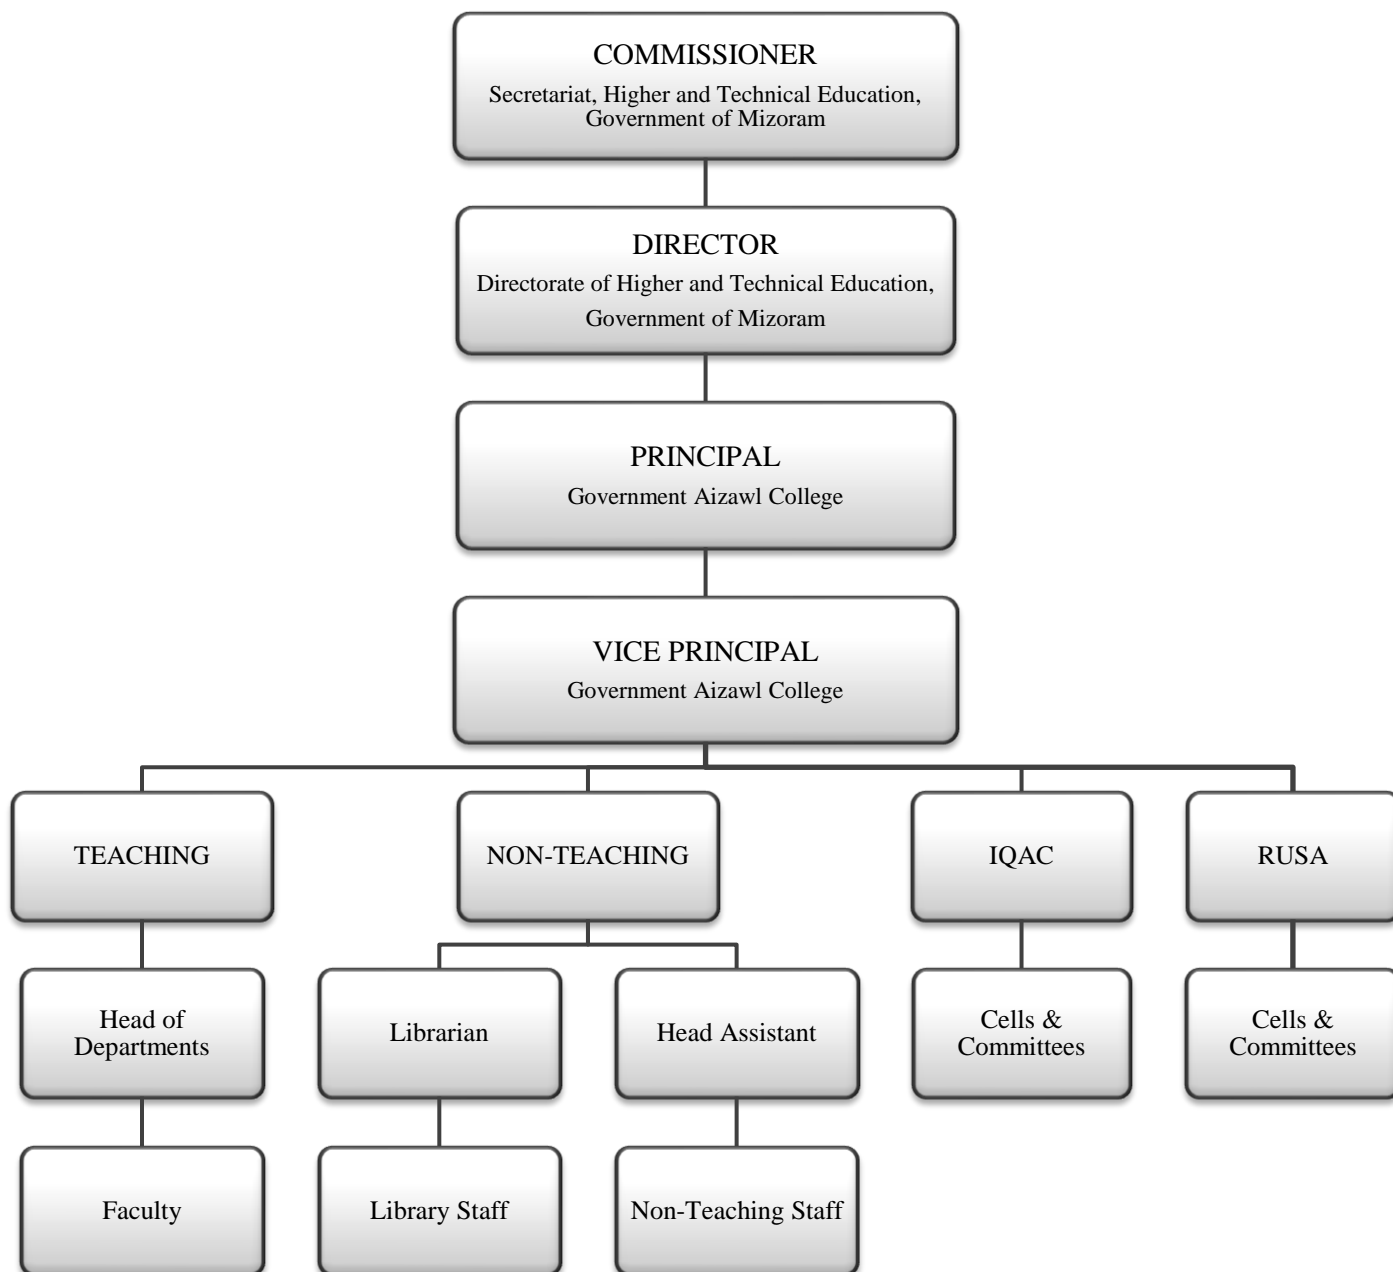 COMMISSIONER
Secretariat, Higher and Technical Education,
Government of Mizoram
DIRECTOR
Directorate of Higher and Technical Education,
Government of Mizoram
PRINCIPAL
Government Aizawl College
VICE PRINCIPAL
Government Aizawl College
TEACHING
NON-TEACHING
IQAC
RUSA
Head of
Departments
Librarian
Head Assistant
Cells &
Committees
Cells &
Committees
Faculty
Library Staff
Non-Teaching Staff